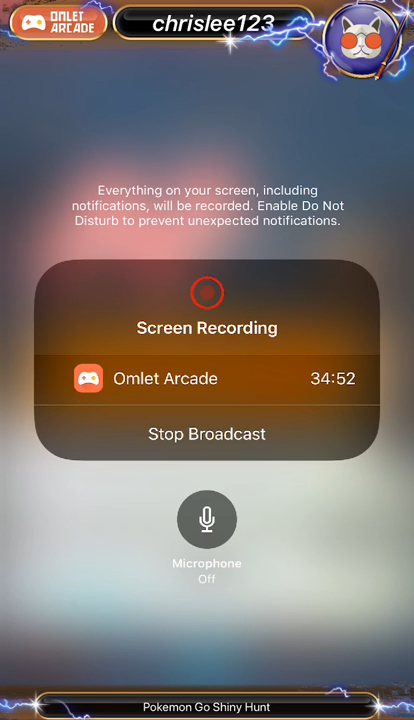 OMLET
ARCADE
chrislee123
Everything on your screen, including
notifications, will be recorded. Enable Do Not
Disturb to prevent unexpected notifications.
Screen Recording
Omlet Arcade 34:52
Stop Broadcast
Microphone
Off
Pokemon Go Shiny Hunt